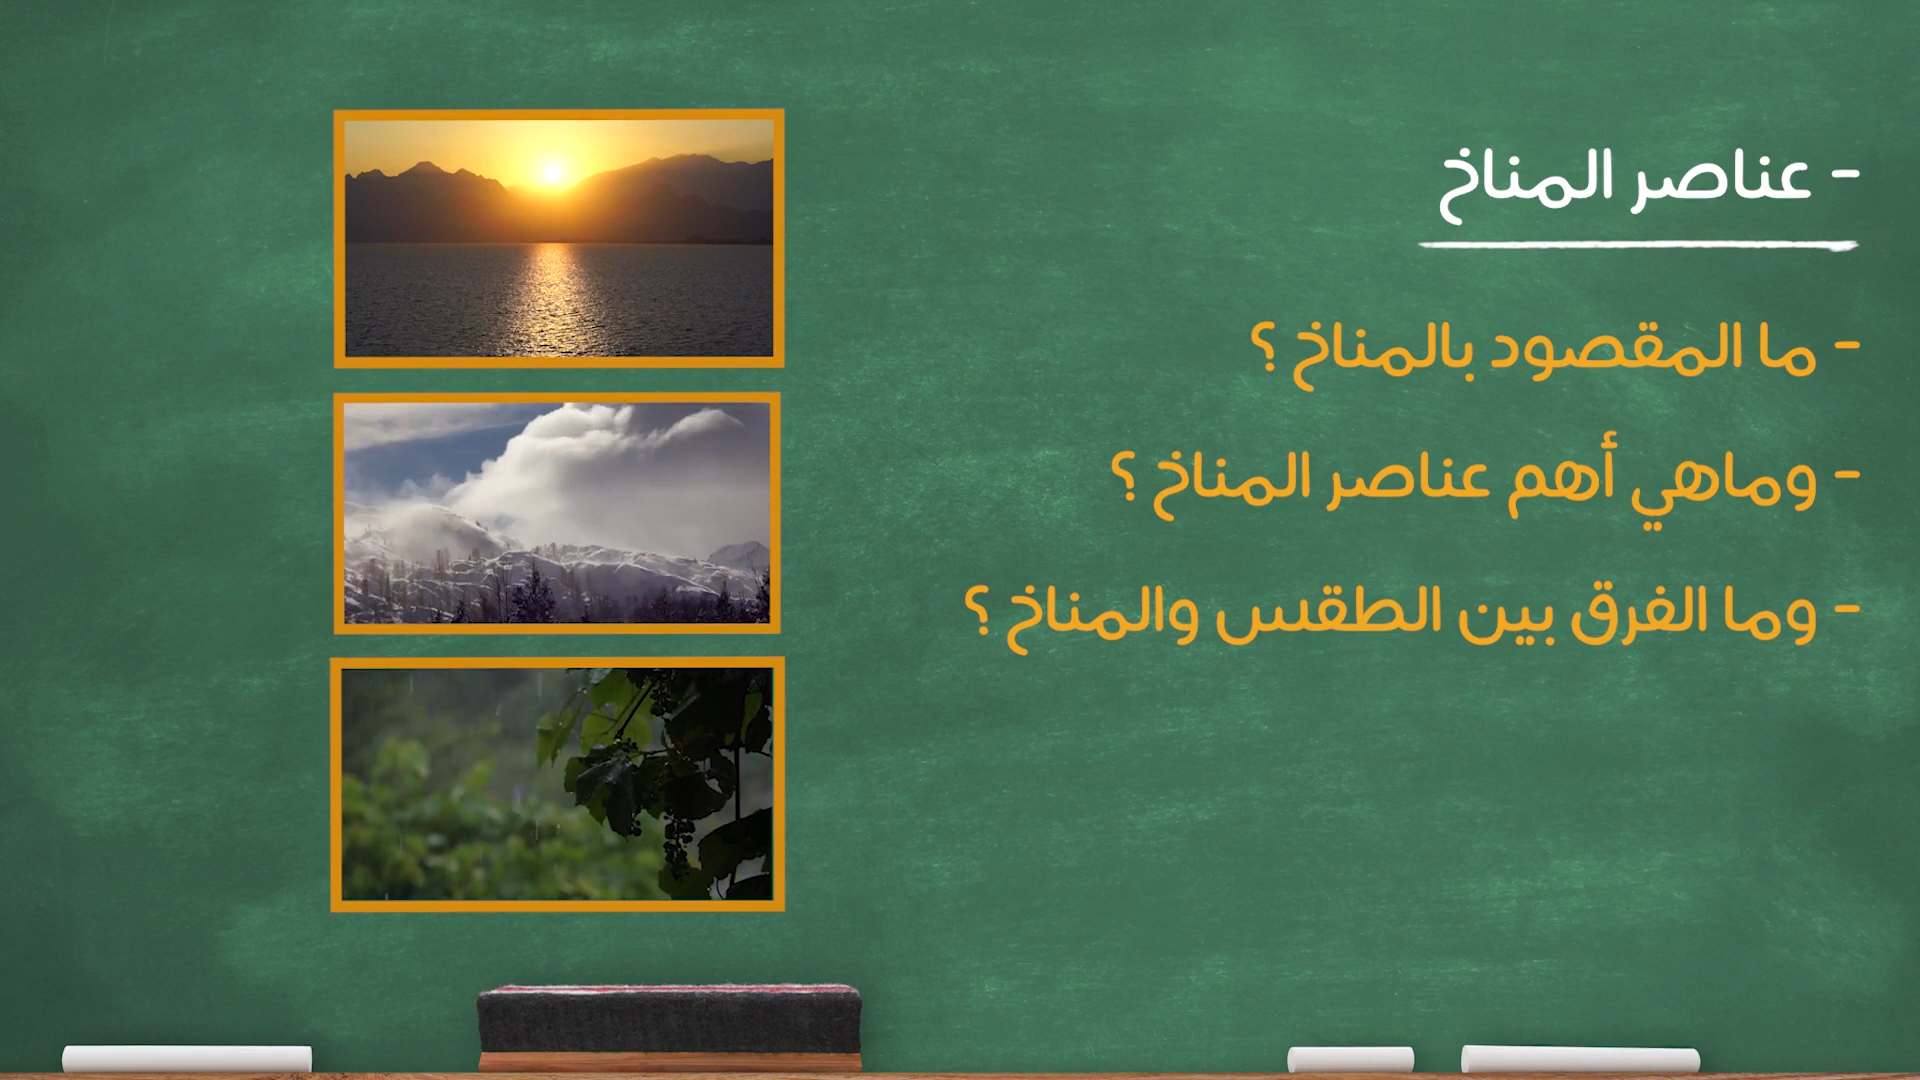 - عناصر المناخ
- ما المقصود بالمناخ ؟
- وماهي أهم عناصر المناخ ؟
- وما الفرق بين الطقس والمناخ ؟